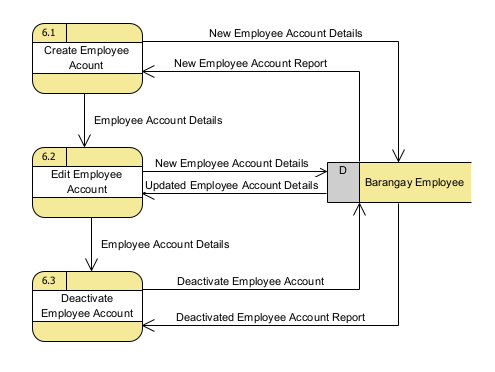 6.1
Create Employee
Acount
New Employee Account Details
New Employee Account Report
Employee Account Details
6.2
Edit Employee
Account
New Employee Account Details
Updated Employee Account Details
D
Barangay Employee
Employee Account Details
6.3
Deactivate
Employee Account
Deactivate Employee Account
Deactivated Employee Account Report